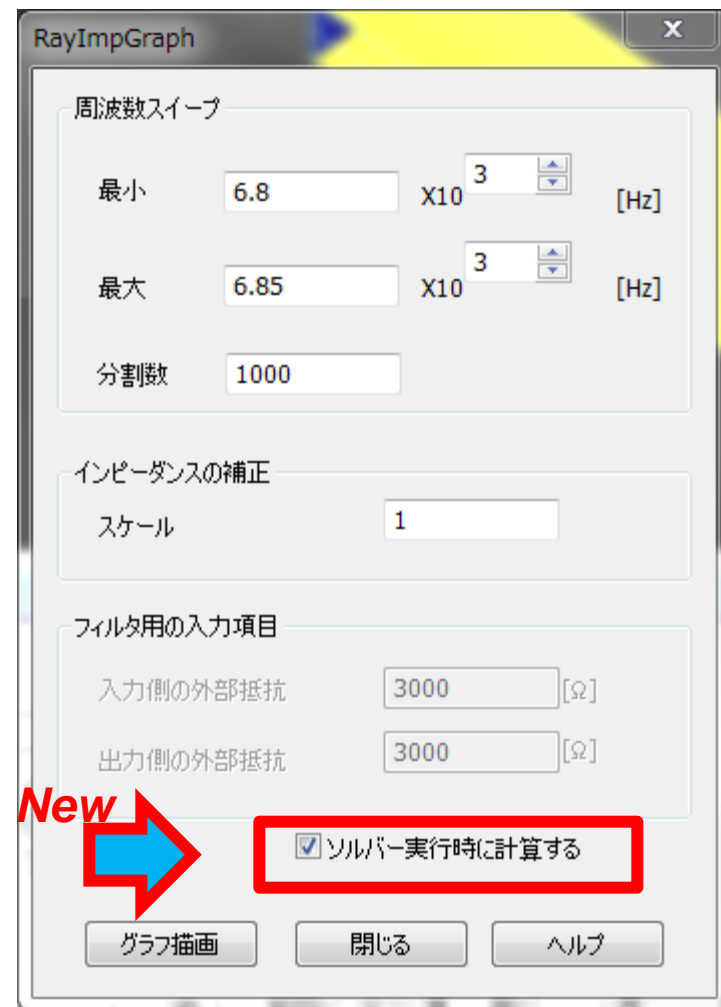 RayImpGraph
x
周波数スイープ
最小 6.8 X10 3 [Hz]
最大 6.85 X10 3 [Hz]
分割数 1000
インピーダンスの補正
スケール 1
フィルタ用の入力項目
入力側の外部抵抗 3000 [Ω]
出力側の外部抵抗 3000 [Ω]
New
ソルバー実行時に計算する
グラフ描画 閉じる ヘルプ